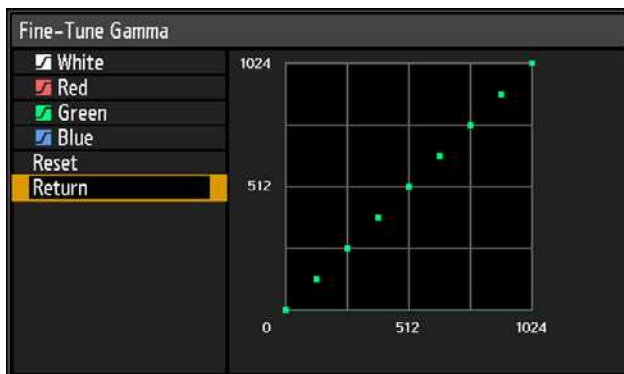 Fine-Tune Gamma
White
Red
Green
Blue
Reset
Return
1024
512
0 512 1024